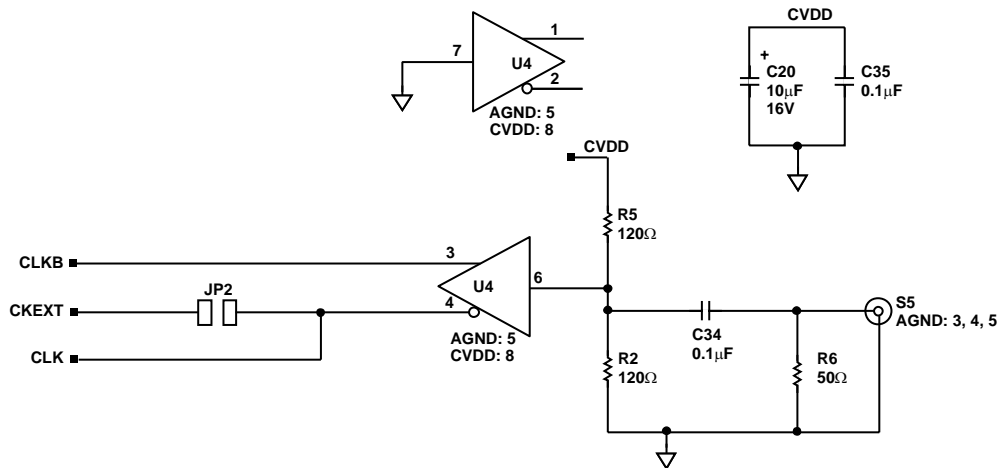 1
7
U4
2
AGND: 5
CVDD: 8
CVDD
+
C20
10μF
16V
C35
0.1μF
CVDD
R5
120Ω
CLKB
3
U4
6
JP2
CKEXT
4
AGND: 5
CVDD: 8
CLK
C34
0.1μF
S5
AGND: 3, 4, 5
R2
120Ω
R6
50Ω